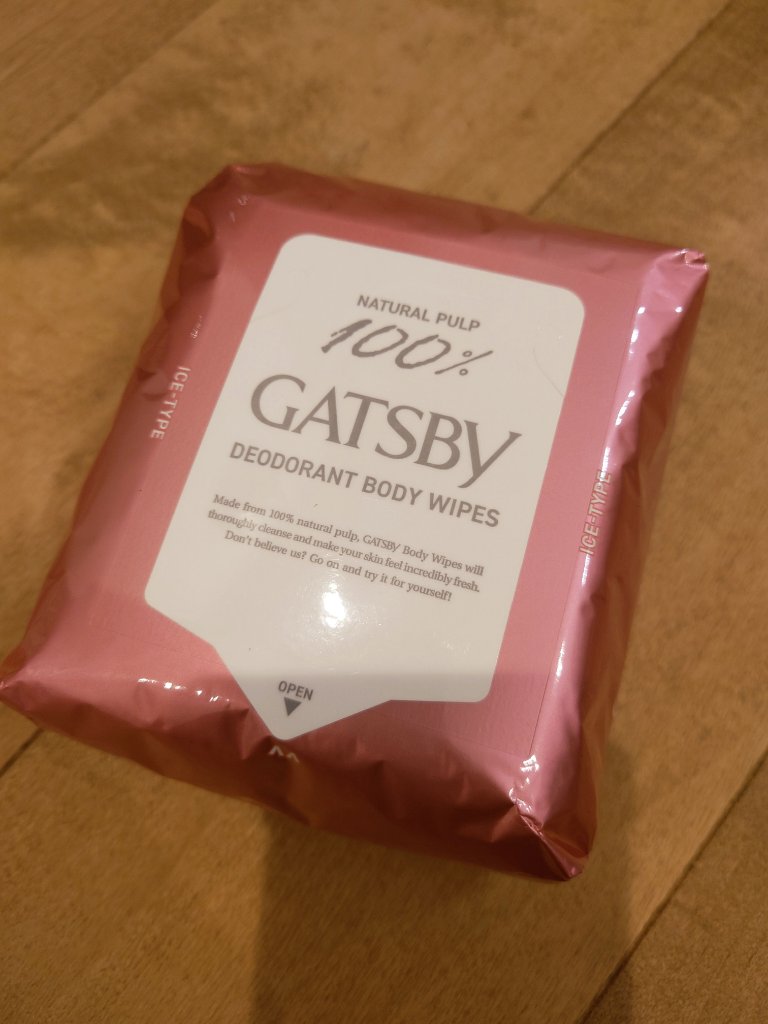 NATURAL PULP
100%
GATSBY
DEODORANT BODY WIPES
Made from 100% natural pulp, GATSBY Body Wipes will
thoroughly cleanse and make your skin feel incredibly fresh.
Don't believe us? Go on and try it for yourself!
OPEN
ICE-TYPE
ICE-TYPE